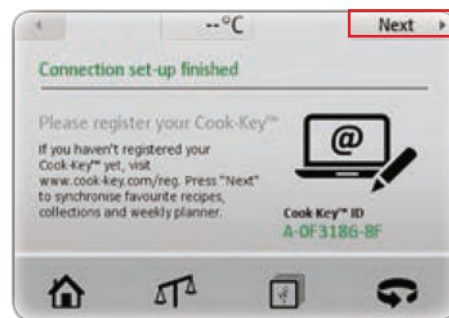 --°C
Next
Connection set-up finished
Please register your Cook-Key™
If you haven't registered your
Cook-Key™ yet, visit
www.cook-key.com/reg. Press "Next"
to synchronise favourite recipes,
collections and weekly planner.
@
Cook Key™ ID
A-0F3186-8F